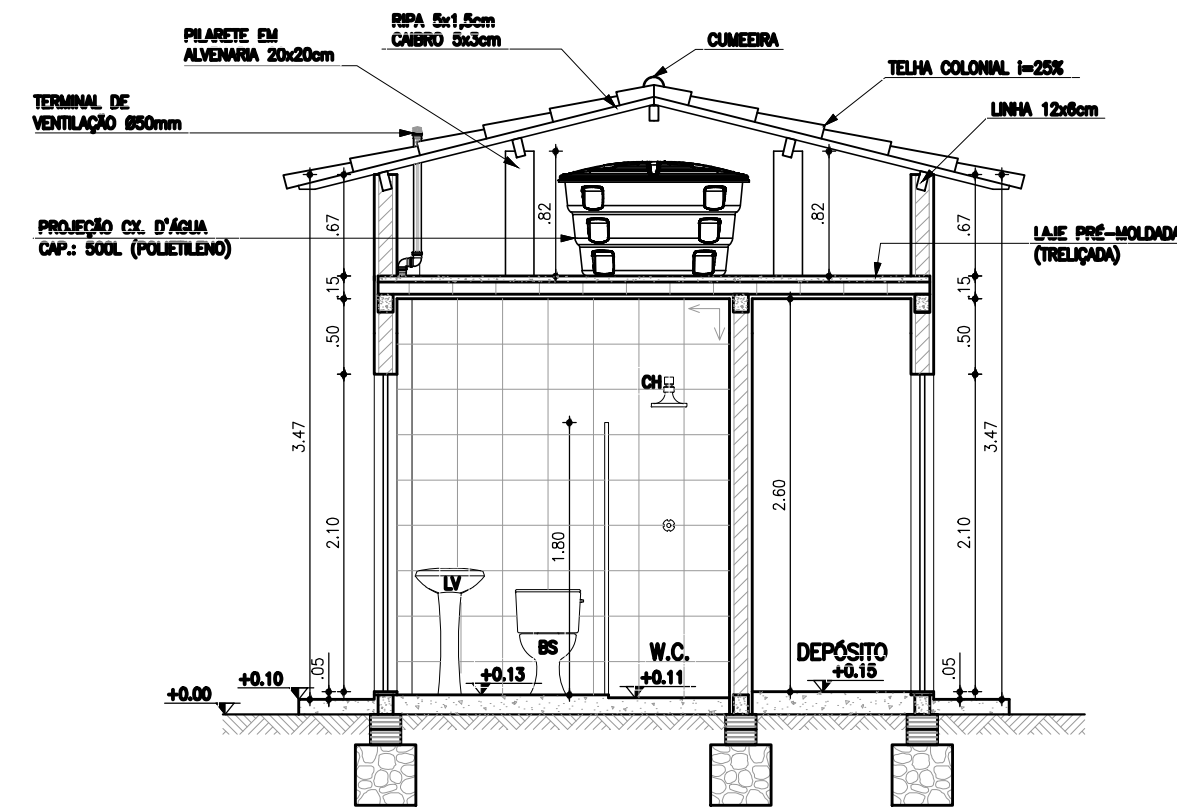 RIPA 5x1,5cm
CAIBRO 5x3cm
PILARETE EM
ALVENARIA 20x20cm
CUMEEIRA
TELHA COLONIAL i=25%
TERMINAL DE
VENTILAÇÃO Ø50mm
LINHA 12x6cm
PROJEÇÃO CX. D'ÁGUA
CAP.: 500L (POLIETILENO)
LAJE PRÉ-MOLDADA
(TRELIÇADA)
.67
.82
.82
.67
.15
.15
.50
.50
CH
3.47
2.10
1.80
2.60
2.10
3.47
LV
BS
W.C.
DEPÓSITO
.05
+0.13
+0.11
+0.15
.05
+0.10
+0.00